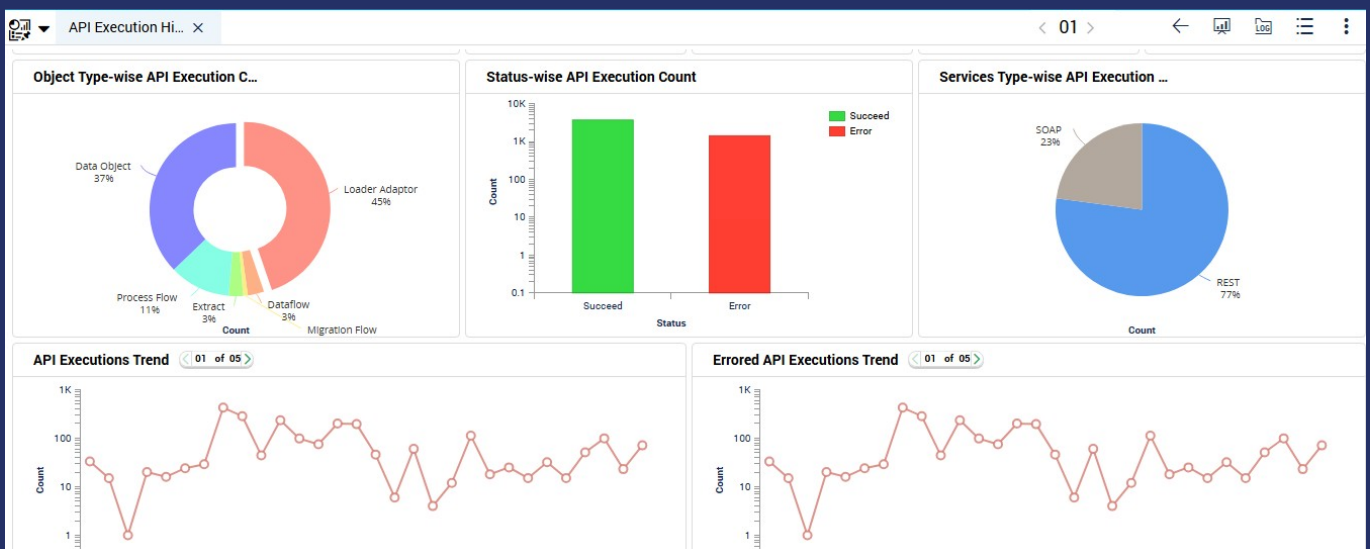 API Execution Hi... ×
01
LOG
Object Type-wise API Execution C...
Data Object
37%
Loader Adaptor
45%
Process Flow
11%
Extract
3%
Dataflow
3%
Migration Flow
Count
Status-wise API Execution Count
10K
1K
100
10
1
0.1
Count
Succeed
Error
Status
Succeed
Error
Services Type-wise API Execution ...
SOAP
23%
REST
77%
Count
API Executions Trend 01 of 05
1K
100
10
1
Count
Errored API Executions Trend 01 of 05
1K
100
10
1
Count